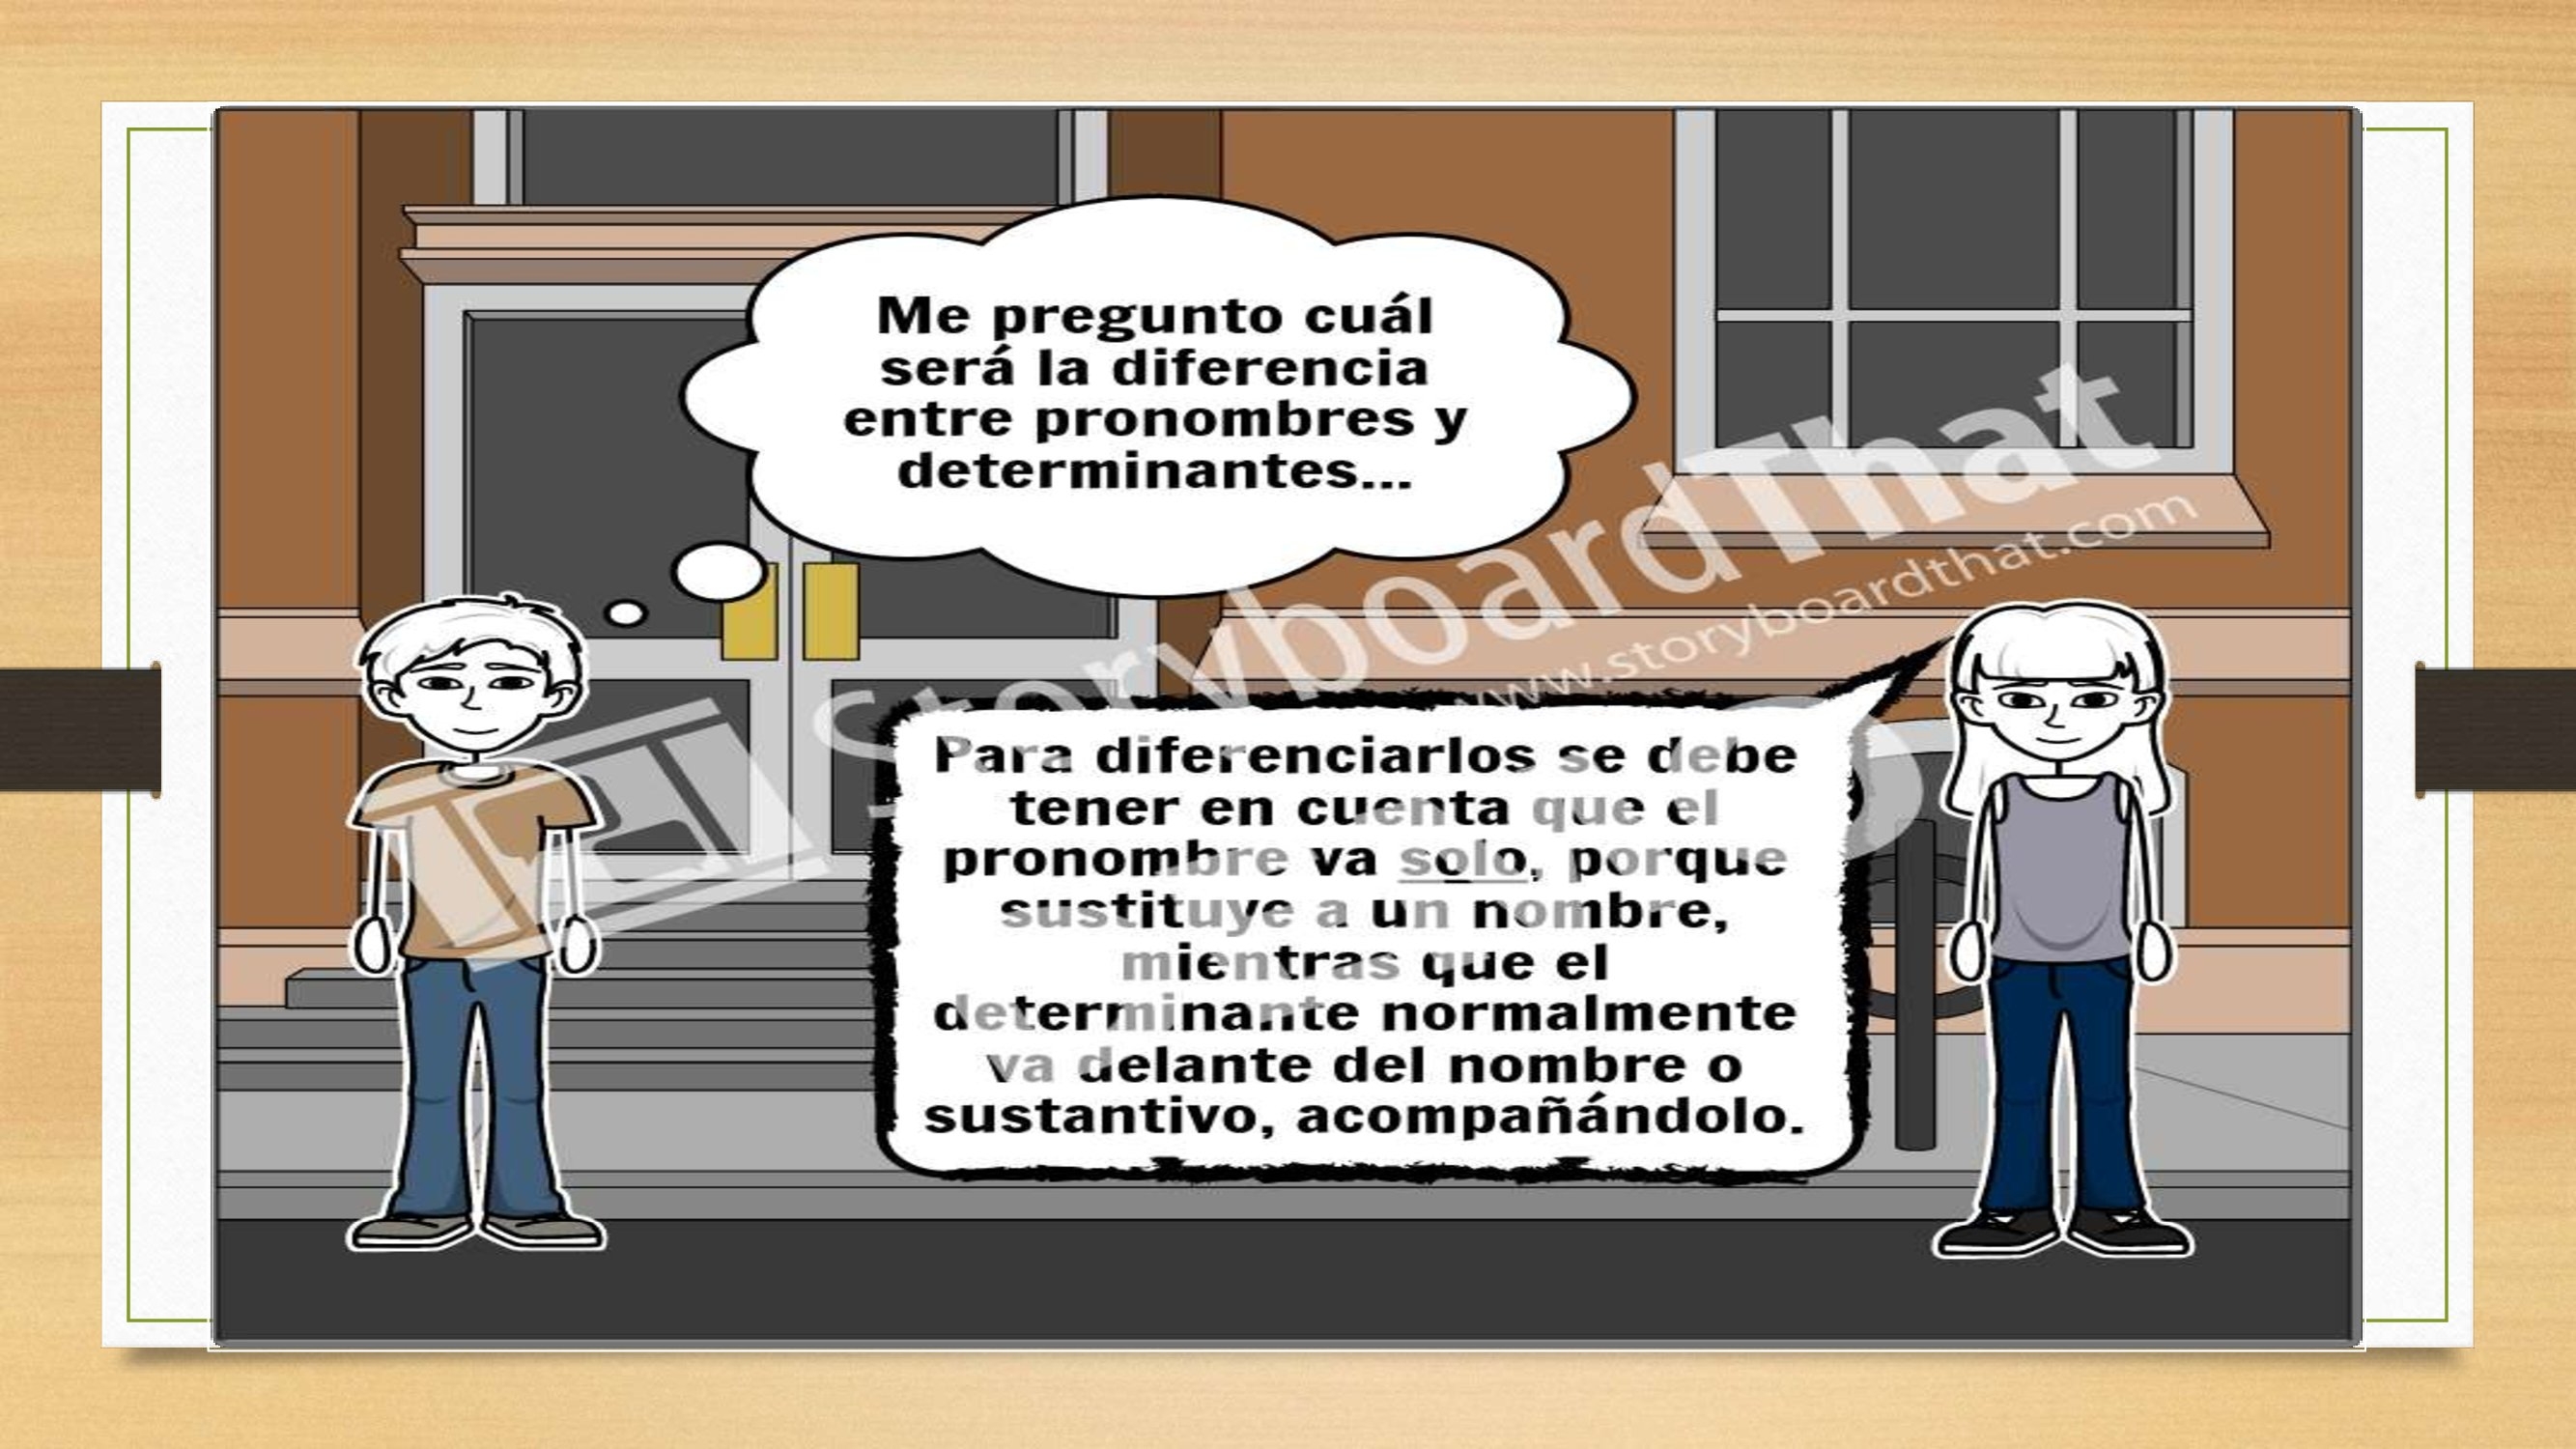 Me pregunto cuál
será la diferencia
entre pronombres y
determinantes...
StoryboardThat
www.storyboardthat.com
Para diferenciarlos se debe
tener en cuenta que el
pronombre va solo, porque
sustituye a un nombre,
mientras que el
determinante normalmente
va delante del nombre o
sustantivo, acompañándolo.